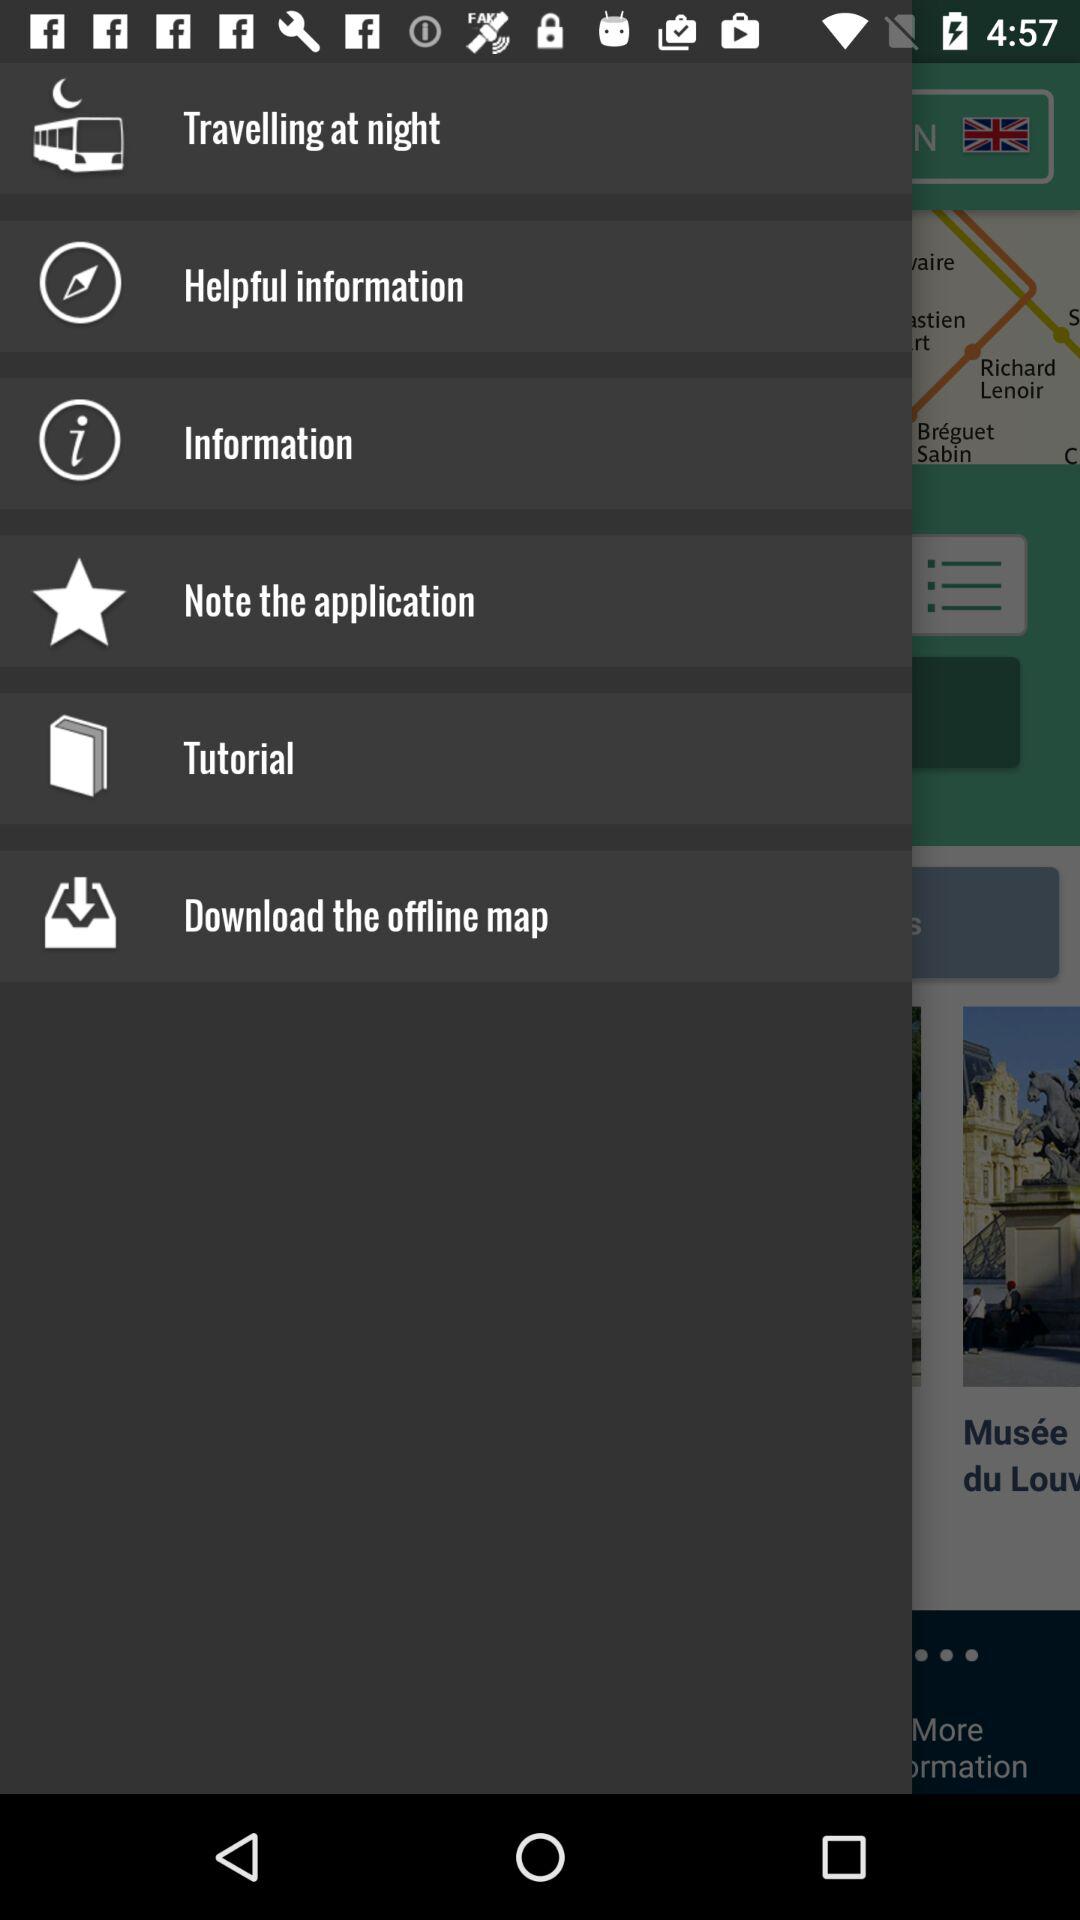 FAKE
4:57
Travelling at night
Helpful information
Information
Note the application
Tutorial
Download the offline map
N
vaire
astien
rt
S
Richard
Lenoir
Bréguet
Sabin
C
s
Musée
du Louv
More
ormation